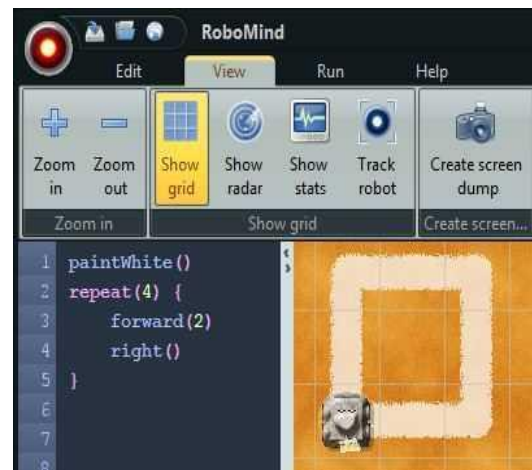 RoboMind
Edit View Run Help
Zoom in
Zoom out
Show grid
Show radar
Show stats
Track robot
Create screen dump
Zoom in Show grid Create screen...
1 paintWhite()
2 repeat(4) {
3 forward(2)
4 right()
5 }
6
7
8